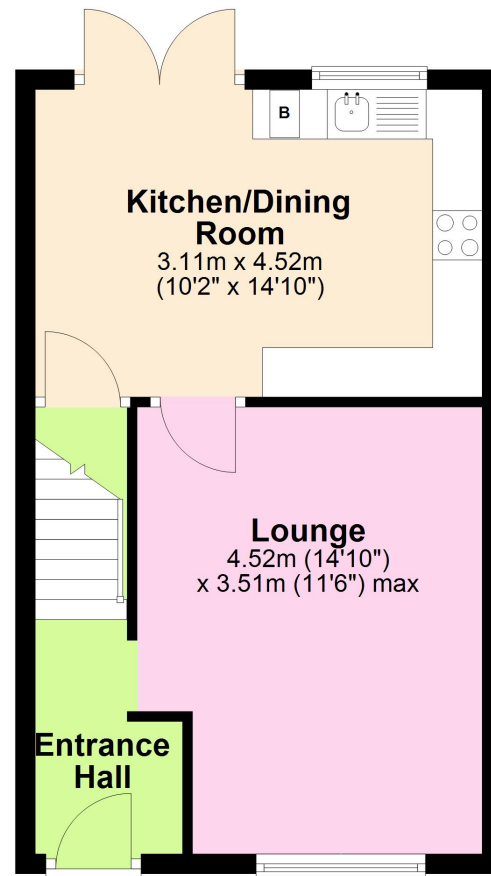 B
Kitchen/Dining
Room
3.11m x 4.52m
(10'2" x 14'10")
Lounge
4.52m (14'10")
x 3.51m (11'6") max
Entrance
Hall